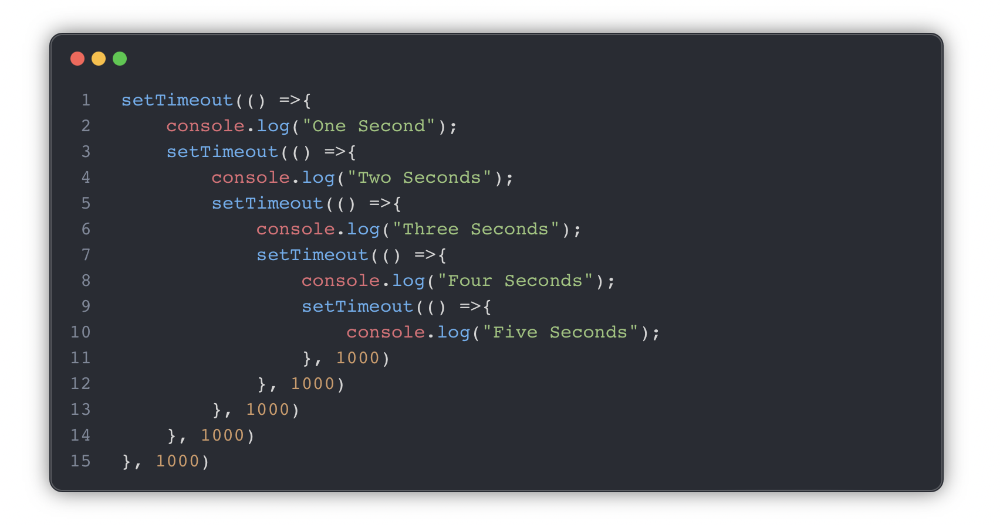 1 setTimeout(() =>{
2     console.log("One Second");
3     setTimeout(() =>{
4         console.log("Two Seconds");
5         setTimeout(() =>{
6             console.log("Three Seconds");
7             setTimeout(() =>{
8                 console.log("Four Seconds");
9                 setTimeout(() =>{
10                     console.log("Five Seconds");
11                 }, 1000)
12             }, 1000)
13         }, 1000)
14     }, 1000)
15 }, 1000)